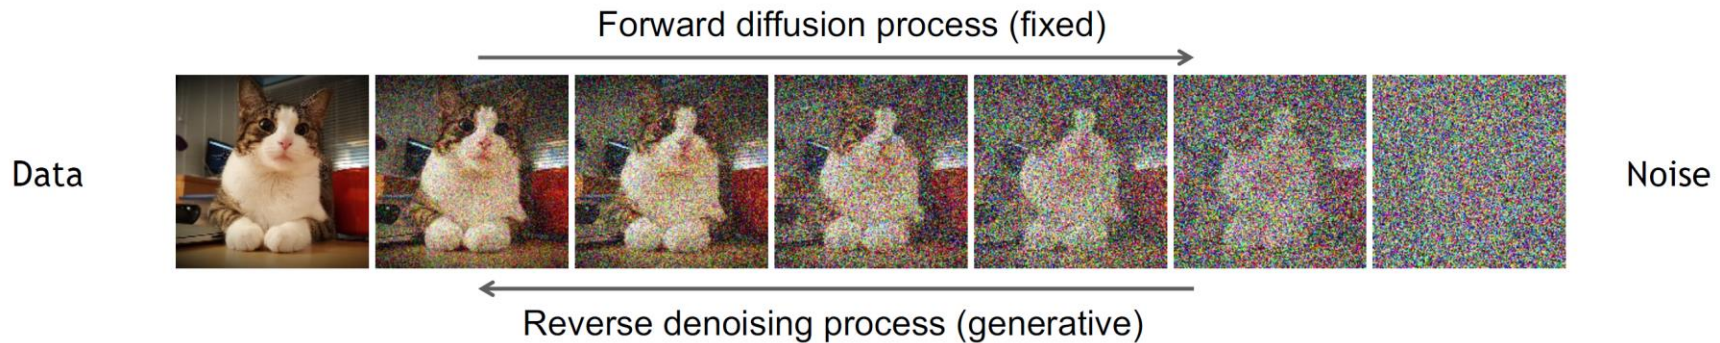 Forward diffusion process (fixed)
Data
Noise
Reverse denoising process (generative)